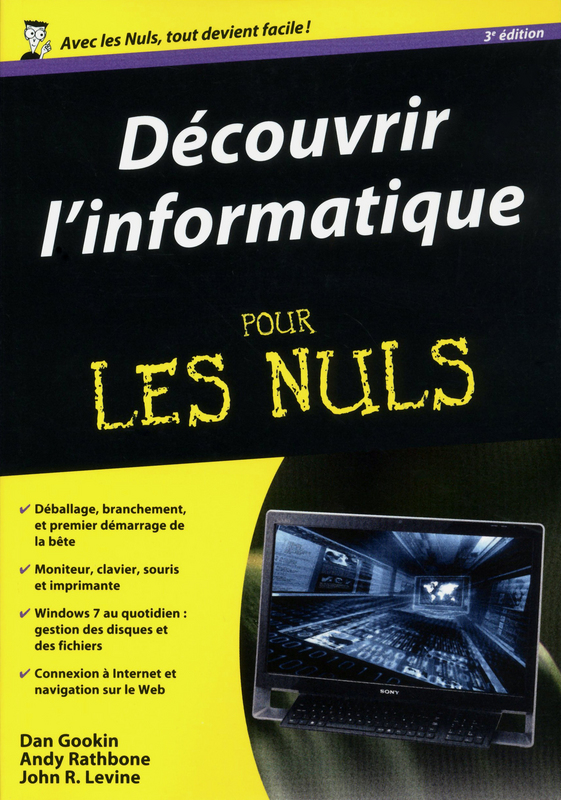 Avec les Nuls, tout devient facile !
3e édition
Découvrir
l'informatique
POUR
LES NULS
✓ Déballage, branchement,
et premier démarrage de
la bête
✓ Moniteur, clavier, souris
et imprimante
✓ Windows 7 au quotidien :
gestion des disques et
des fichiers
✓ Connexion à Internet et
navigation sur le Web
SONY
Dan Gookin
Andy Rathbone
John R. Levine